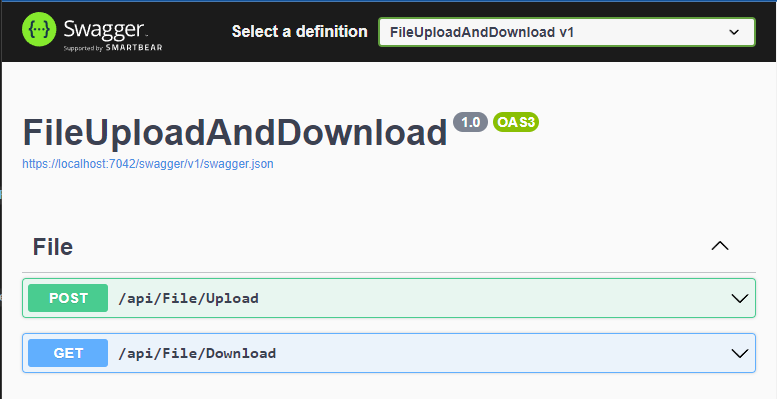 Swagger
Supported by SMARTBEAR
Select a definition
FileUploadAndDownload v1
FileUploadAndDownload 1.0 OAS3
https://localhost:7042/swagger/v1/swagger.json
File
POST /api/File/Upload
GET /api/File/Download